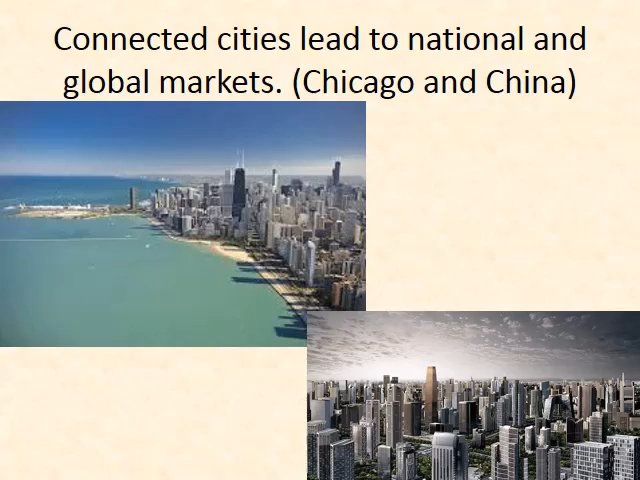 Connected cities lead to national and
global markets. (Chicago and China)